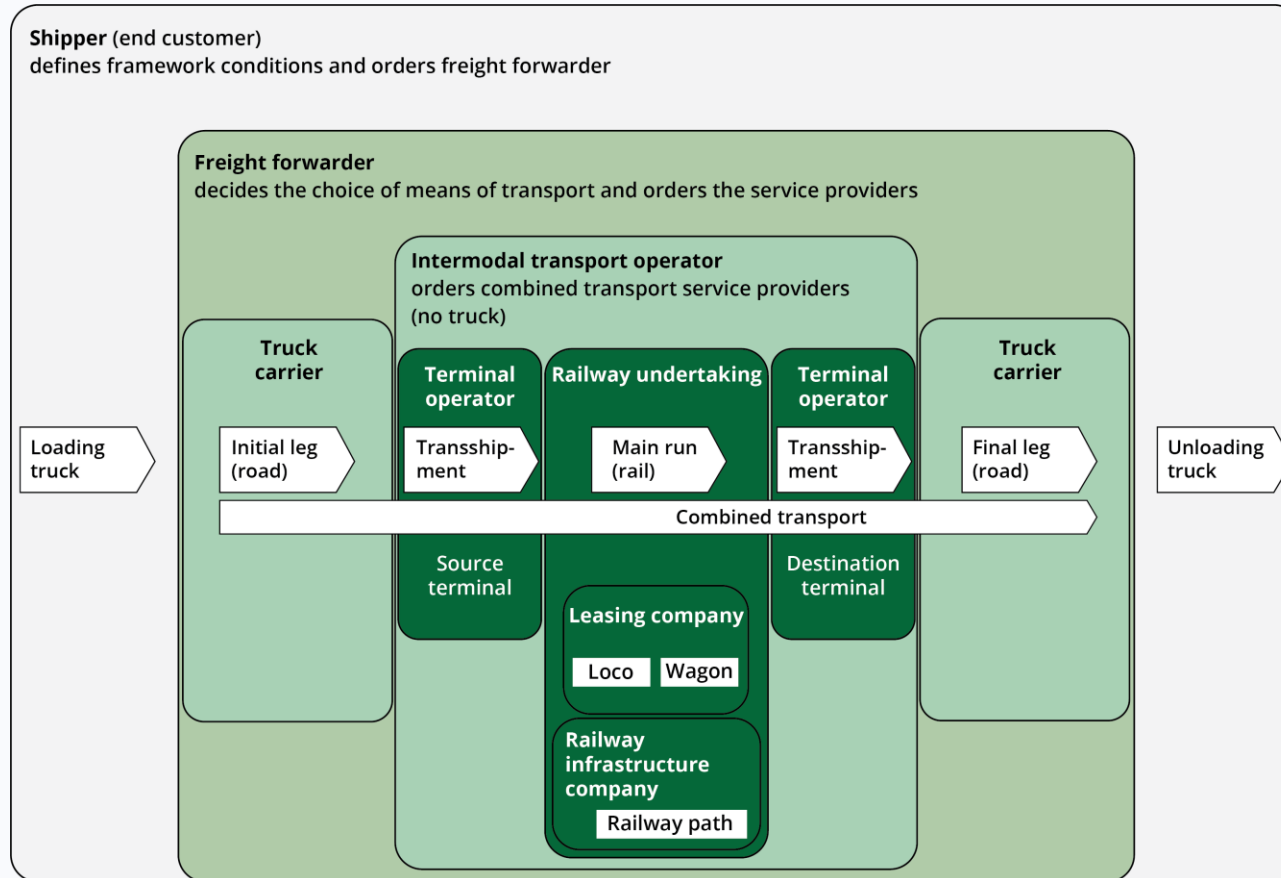 Shipper (end customer)
defines framework conditions and orders freight forwarder
Freight forwarder
decides the choice of means of transport and orders the service providers
Intermodal transport operator
orders combined transport service providers
(no truck)
Truck
carrier
Terminal
operator
Railway undertaking
Terminal
operator
Truck
carrier
Loading
truck
Initial leg
(road)
Transship-
ment
Main run
(rail)
Transship-
ment
Final leg
(road)
Unloading
truck
Combined transport
Source
terminal
Destination
terminal
Leasing company
Loco
Wagon
Railway
infrastructure
company
Railway path